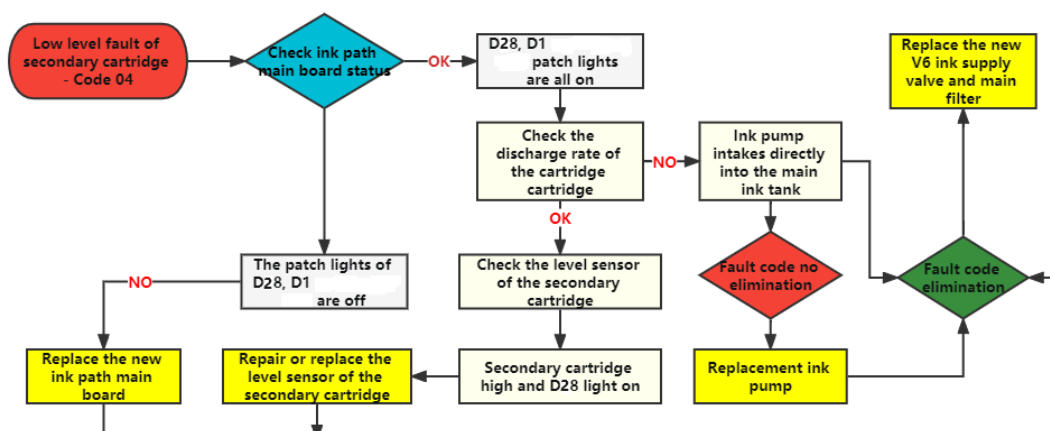 Low level fault of
secondary cartridge
- Code 04
Check ink path
main board status
OK
D28, D1
patch lights
are all on
Replace the new
V6 ink supply
valve and main
filter
Check the
discharge rate of
the cartridge
cartridge
NO
Ink pump
intakes directly
into the main
ink tank
OK
The patch lights of
D28, D1
are off
NO
Check the level sensor
of the secondary
cartridge
Fault code no
elimination
Fault code
elimination
Replace the new
ink path main
board
Repair or replace the
level sensor of the
secondary cartridge
Secondary cartridge
high and D28 light on
Replacement ink
pump